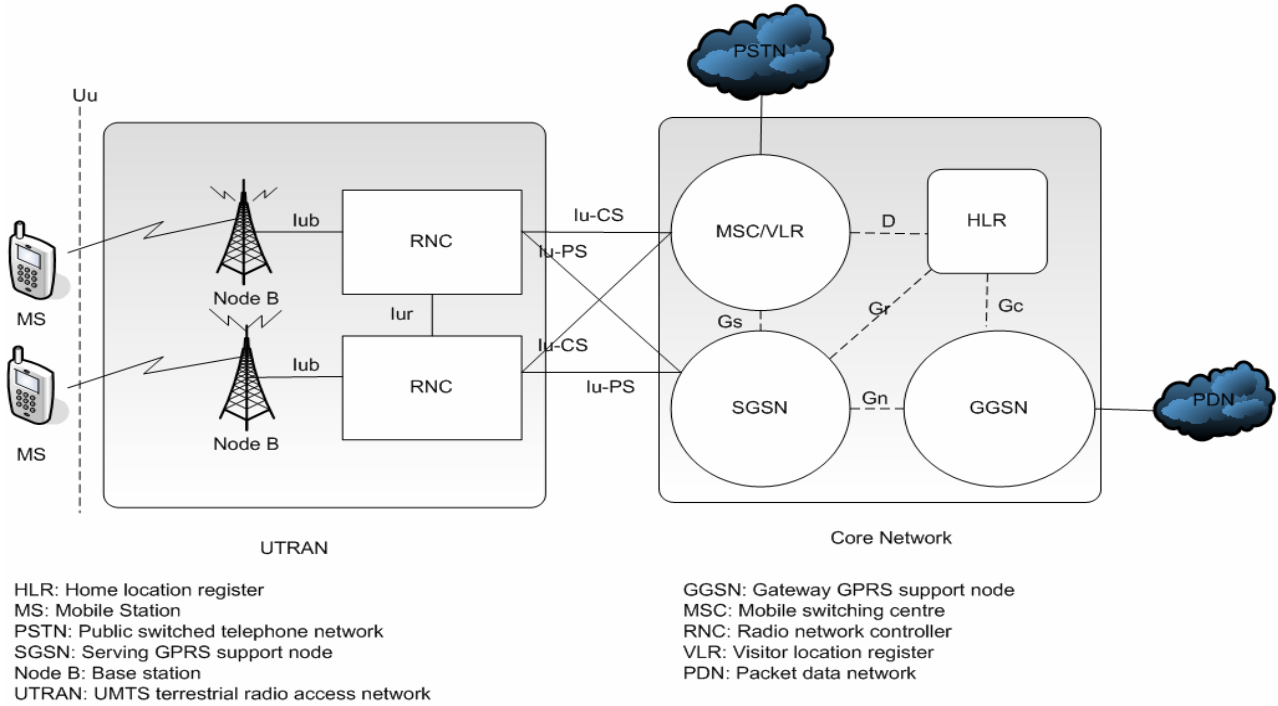 PSTN
Uu
Iub
RNC
Iu-CS
MSC/VLR
D
HLR
Iu-PS
Node B
MS
Iur
Gs
Gr
Gc
Iu-CS
Iub
RNC
Iu-PS
SGSN
Gn
GGSN
PDN
Node B
MS
UTRAN
Core Network
HLR: Home location register
MS: Mobile Station
PSTN: Public switched telephone network
SGSN: Serving GPRS support node
Node B: Base station
UTRAN: UMTS terrestrial radio access network
GGSN: Gateway GPRS support node
MSC: Mobile switching centre
RNC: Radio network controller
VLR: Visitor location register
PDN: Packet data network